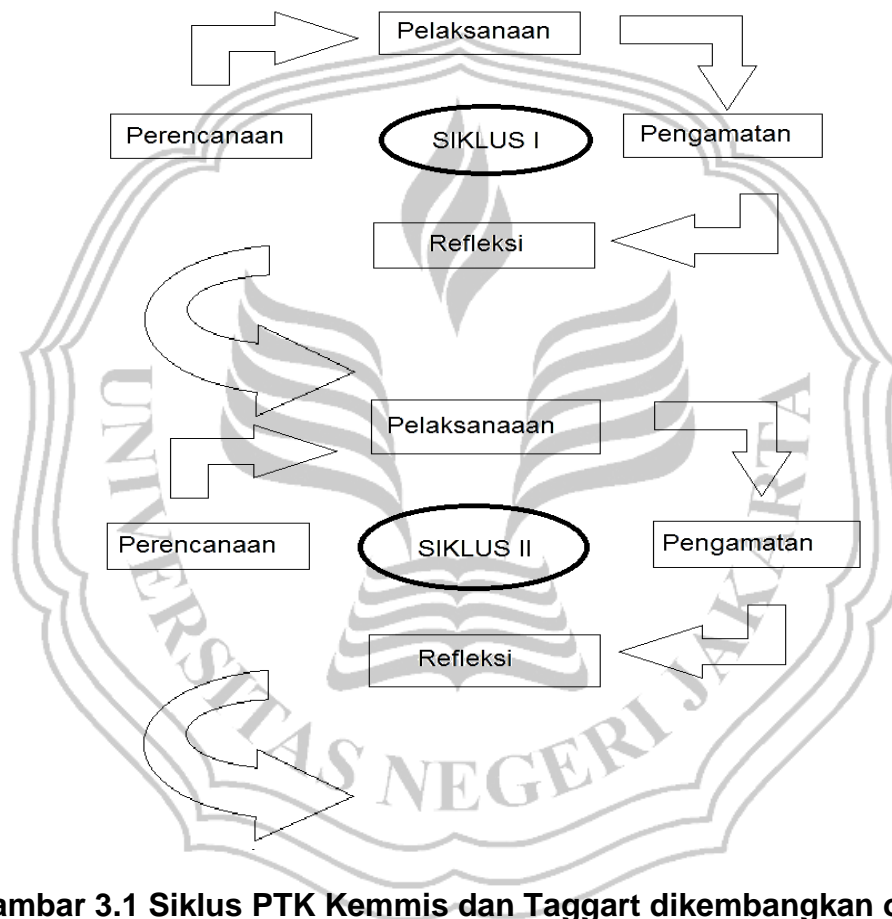 Pelaksanaan
Perencanaan
SIKLUS I
Pengamatan
Refleksi
Pelaksanaaan
Perencanaan
SIKLUS II
Pengamatan
Refleksi
UNIVERSITAS NEGERI JAKARTA
ambar 3.1 Siklus PTK Kemmis dan Taggart dikembangkan